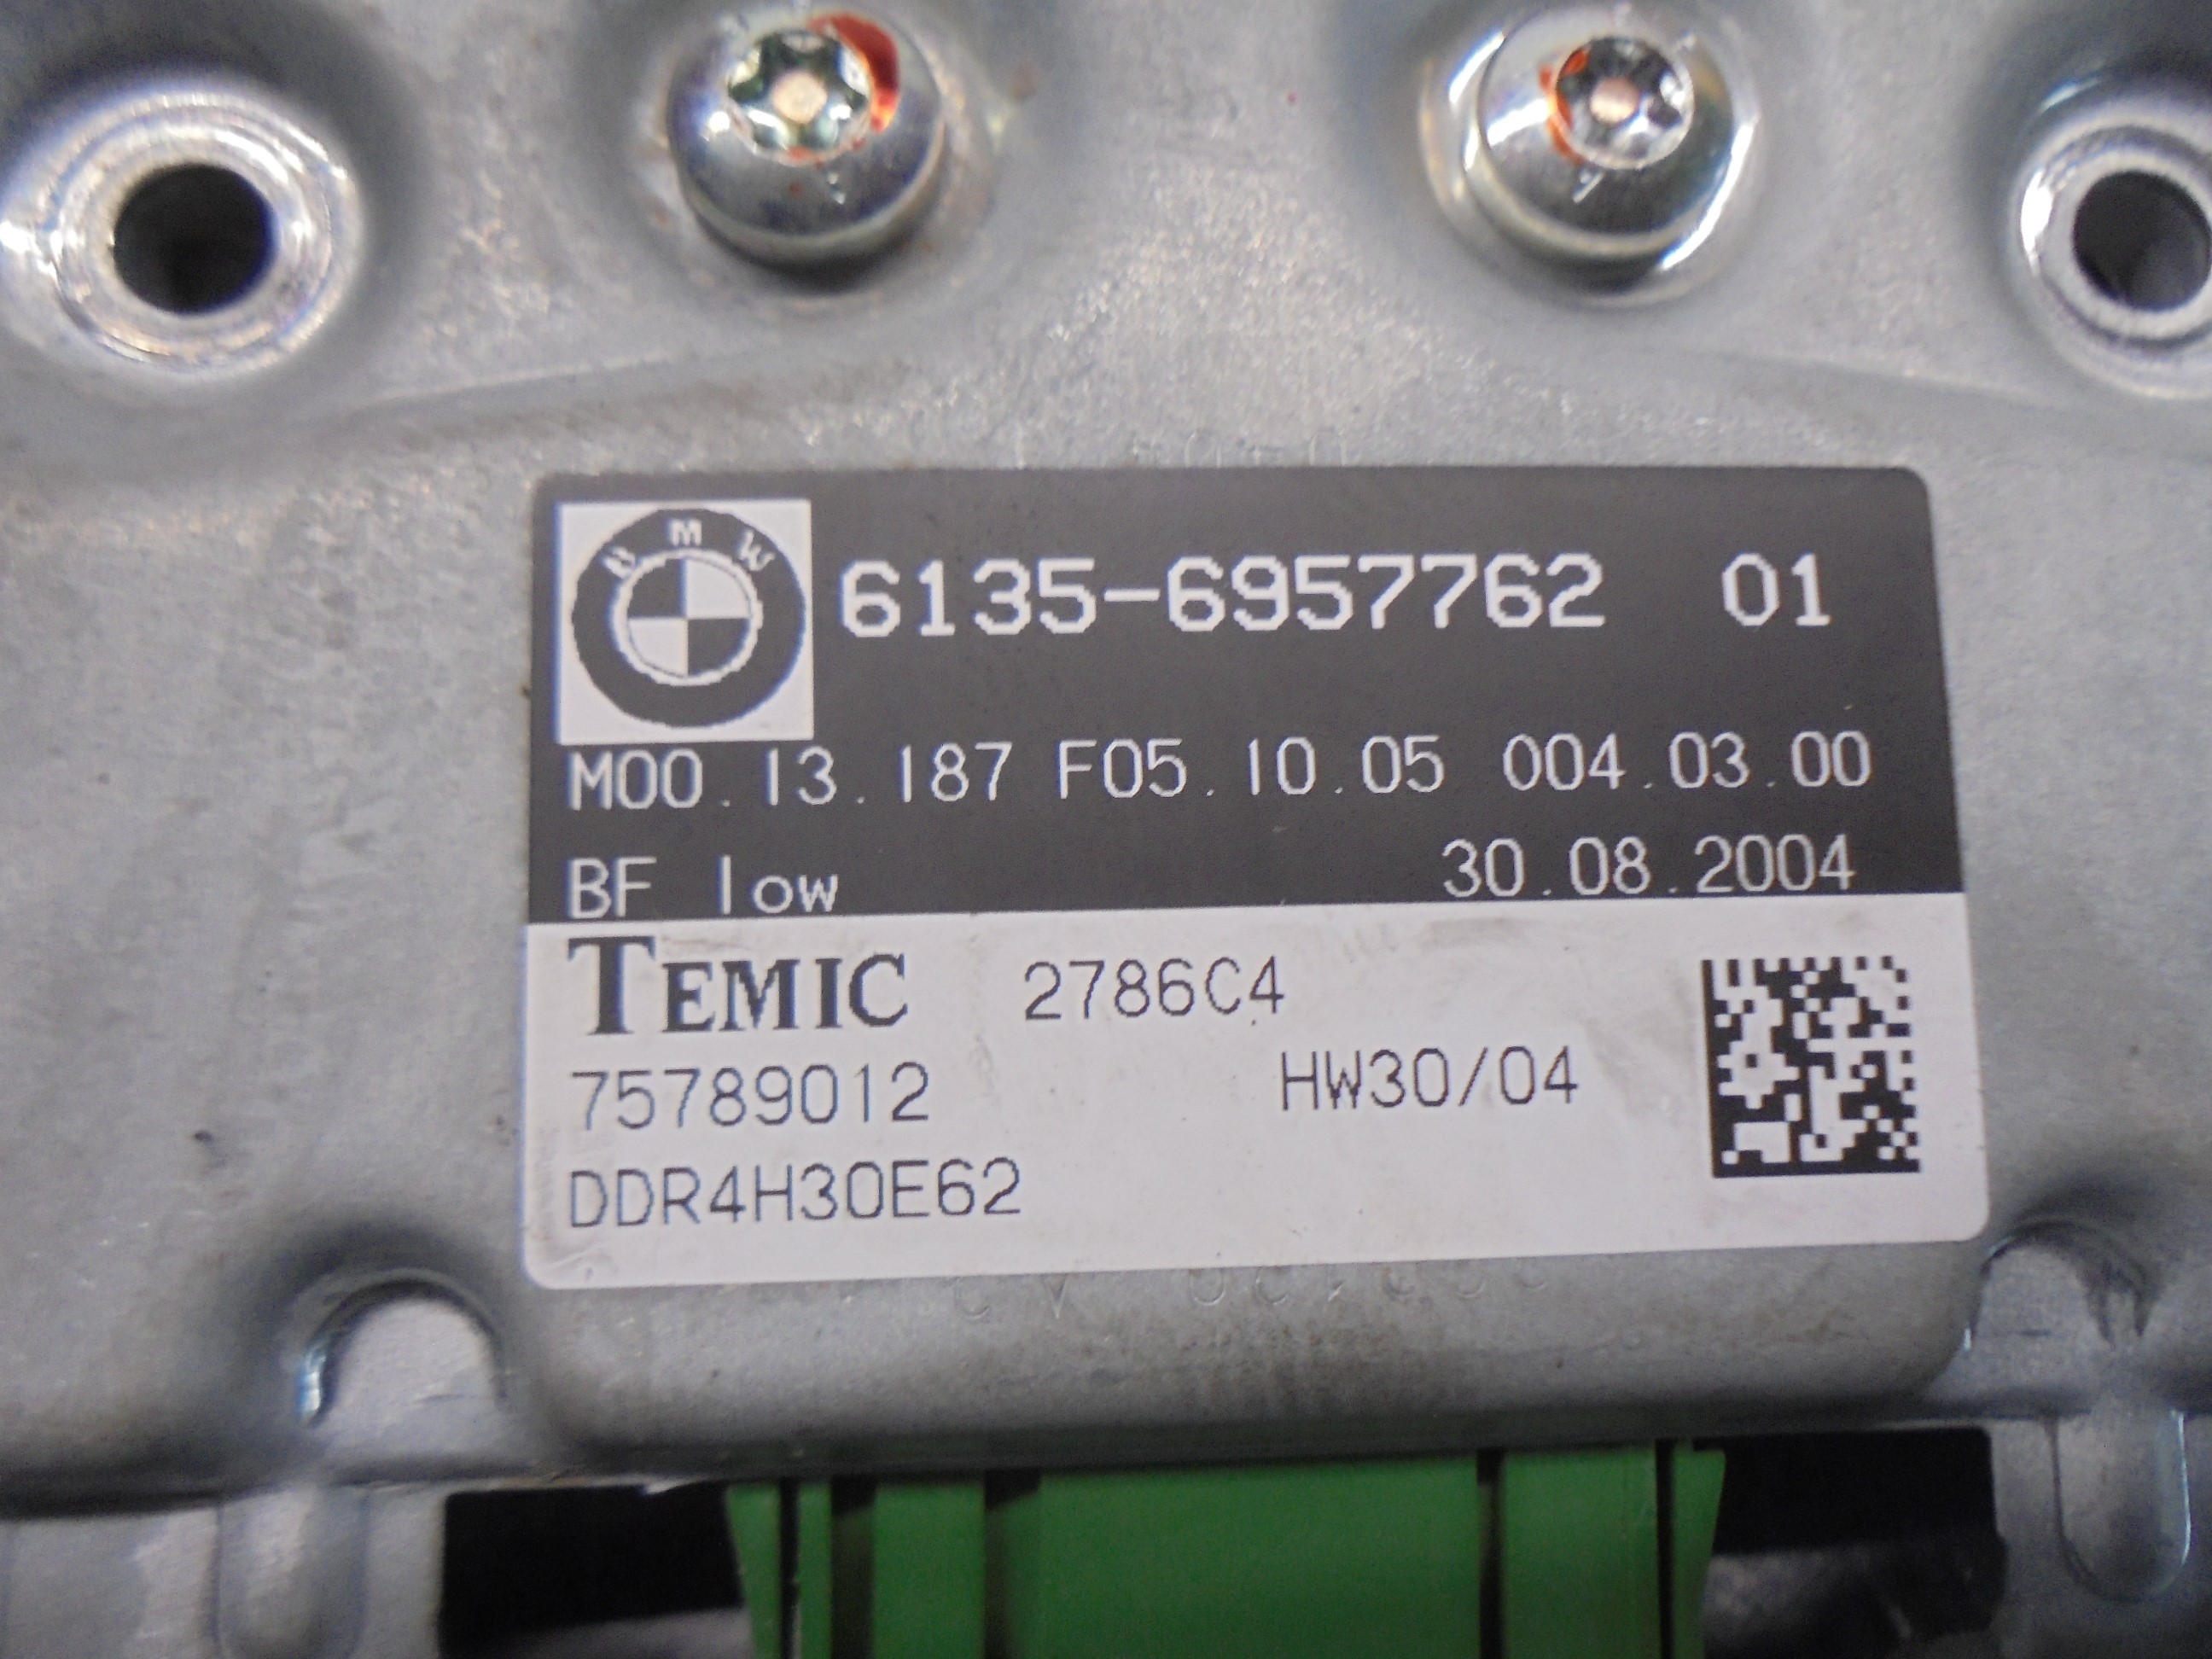 BMW
6135-6957762 01
M00.13.187 F05.10.05 004.03.00
BF low 30.08.2004
TEMIC 2786C4
75789012 HW30/04
DDR4H30E62